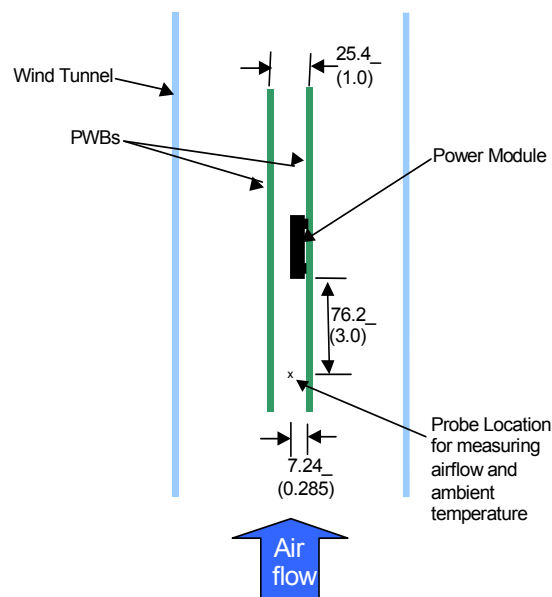 25.4_
(1.0)
Wind Tunnel
PWBs
Power Module
76.2_
(3.0)
x
Probe Location
for measuring
airflow and
ambient
temperature
7.24_
(0.285)
Air
flow